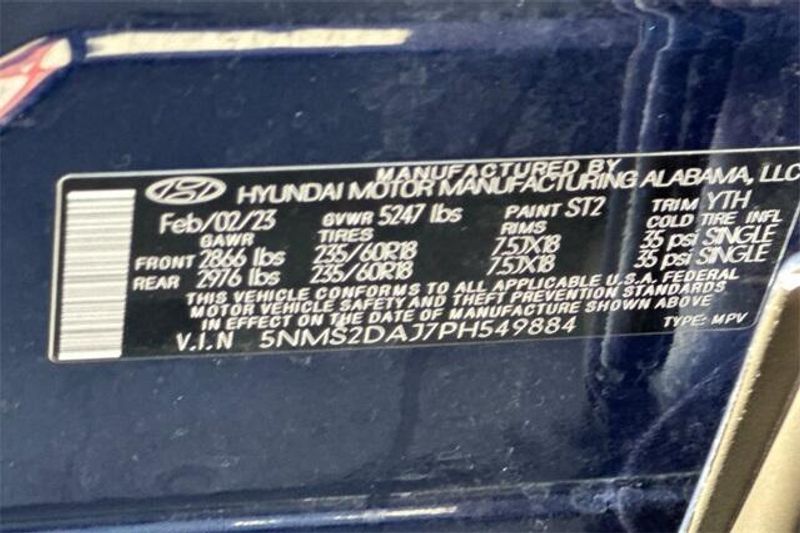 MANUFACTURED BY
HYUNDAI MOTOR MANUFACTURING ALABAMA, LLC
Feb/02/23 GVWR 5247 lbs PAINT ST2 TRIM YTH
GAWR TIRES RIMS COLD TIRE INFL
FRONT 2866 lbs 235/60R18 7.5JX18 35 psi SINGLE
REAR 2976 lbs 235/60R18 7.5JX18 35 psi SINGLE
THIS VEHICLE CONFORMS TO ALL APPLICABLE U.S.A. FEDERAL
MOTOR VEHICLE SAFETY AND THEFT PREVENTION STANDARDS
IN EFFECT ON THE DATE OF MANUFACTURE SHOWN ABOVE
V.I.N 5NMS2DAJ7PH549884 TYPE: MPV